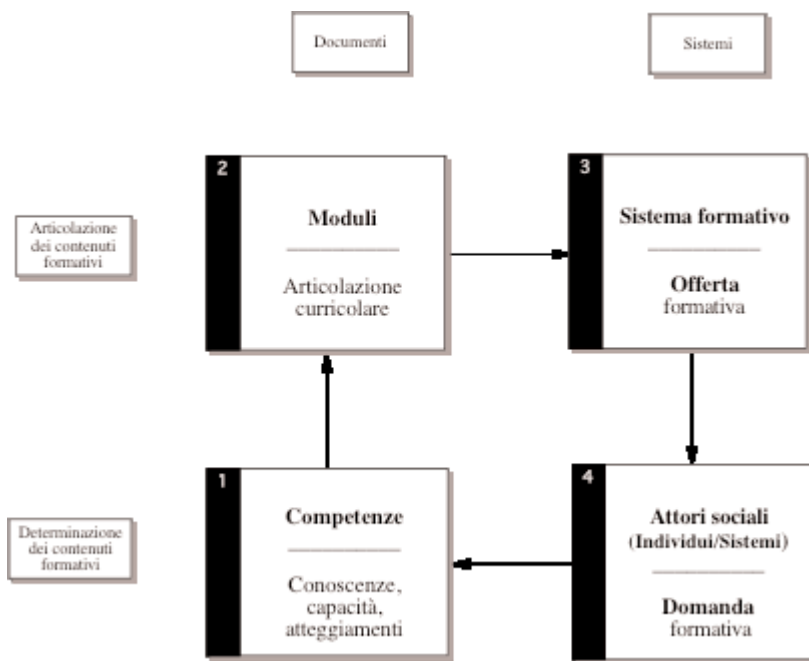 Documenti
Sistemi
Articolazione
dei contenuti
formativi
2
Moduli
Articolazione
curricolare
3
Sistema formativo
Offerta
formativa
Determinazione
dei contenuti
formativi
1
Competenze
Conoscenze,
capacità,
atteggiamenti
4
Attori sociali
(Individui/Sistemi)
Domanda
formativa